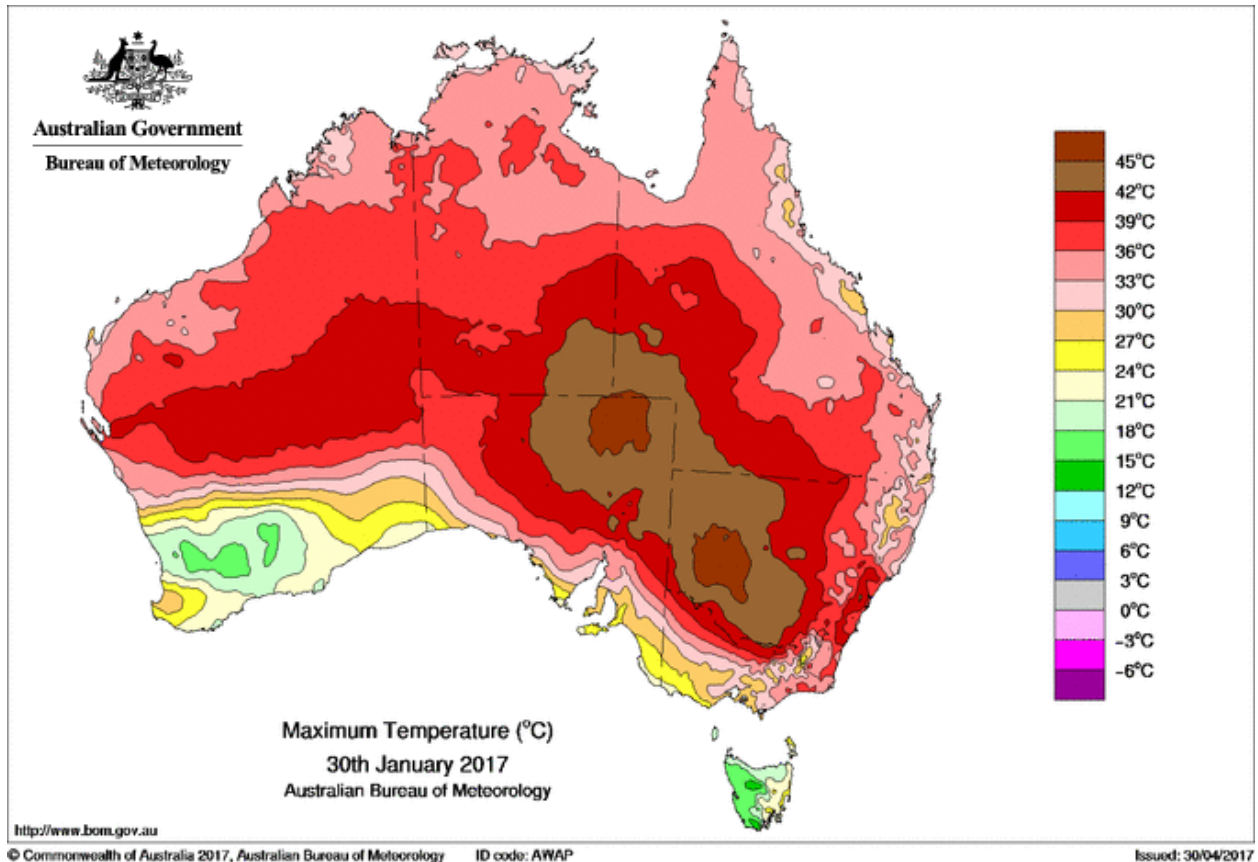 Australian Government
Bureau of Meteorology
45°C
42°C
39°C
36°C
33°C
30°C
27°C
24°C
21°C
18°C
15°C
12°C
9°C
6°C
3°C
0°C
-3°C
-6°C
Maximum Temperature (°C)
30th January 2017
Australian Bureau of Meteorology
http://www.bom.gov.au
© Commonwealth of Australia 2017, Australian Bureau of Meteorology ID code: AWAP Issued: 30/04/2017